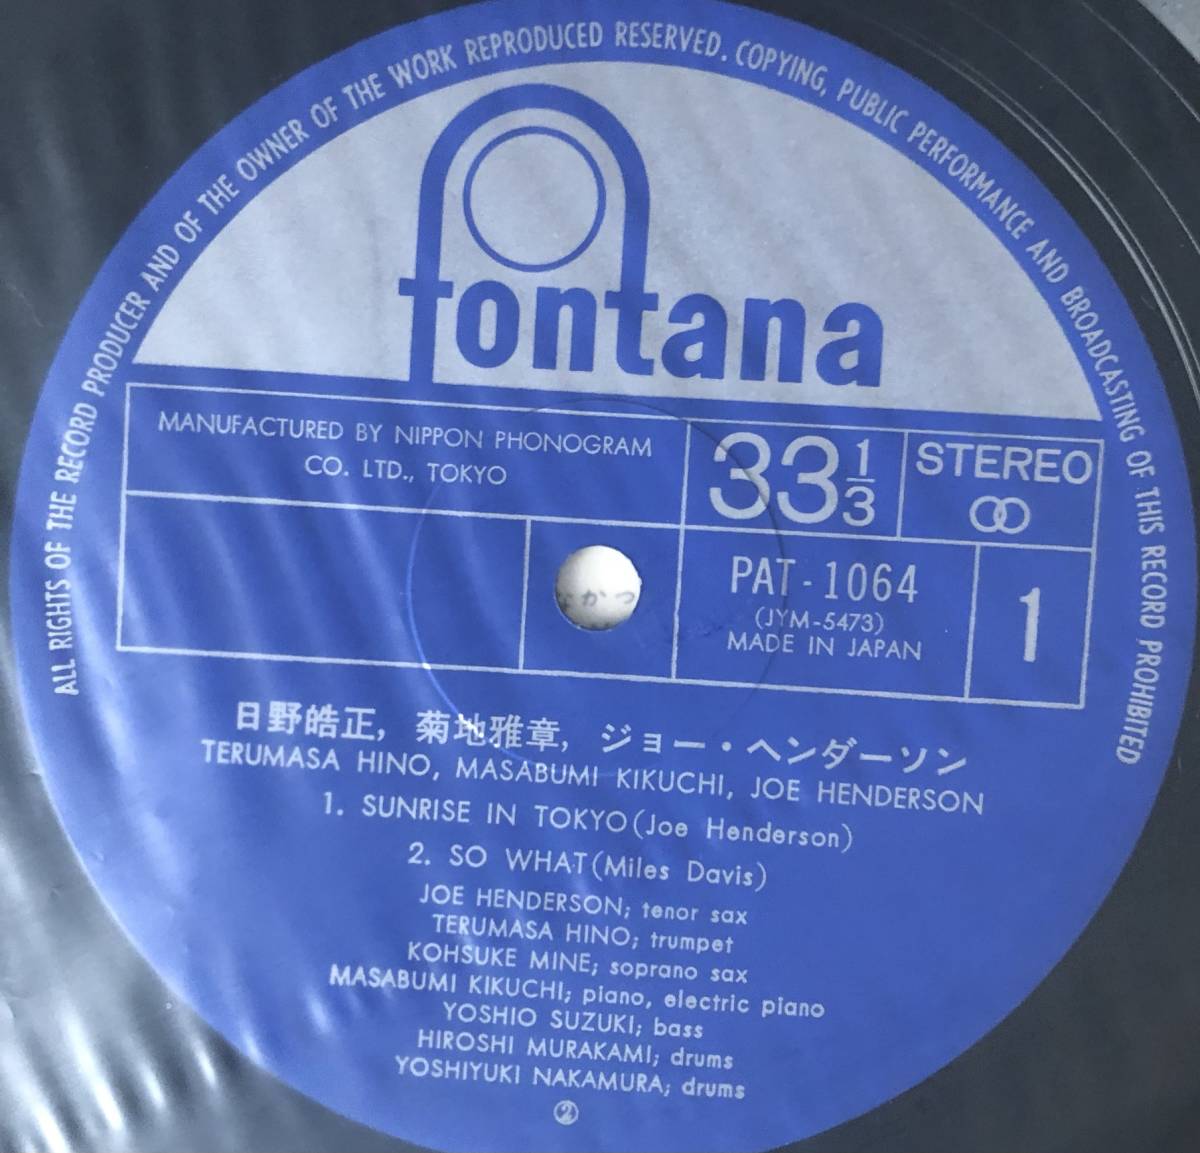 ALL RIGHTS OF THE RECORD PRODUCER AND OF THE OWNER OF THE WORK REPRODUCED RESERVED. COPYING, PUBLIC PERFORMANCE AND BROADCASTING OF THIS RECORD PROHIBITED
fontana
MANUFACTURED BY NIPPON PHONOGRAM
CO. LTD., TOKYO
33 1/3
STEREO
PAT-1064
(JYM-5473)
MADE IN JAPAN
1
なかつ
日野皓正, 菊地雅章, ジョー・ヘンダーソン
TERUMASA HINO, MASABUMI KIKUCHI, JOE HENDERSON
1. SUNRISE IN TOKYO(Joe Henderson)
2. SO WHAT(Miles Davis)
JOE HENDERSON; tenor sax
TERUMASA HINO; trumpet
KOHSUKE MINE; soprano sax
MASABUMI KIKUCHI; piano, electric piano
YOSHIO SUZUKI; bass
HIROSHI MURAKAMI; drums
YOSHIYUKI NAKAMURA; drums
②